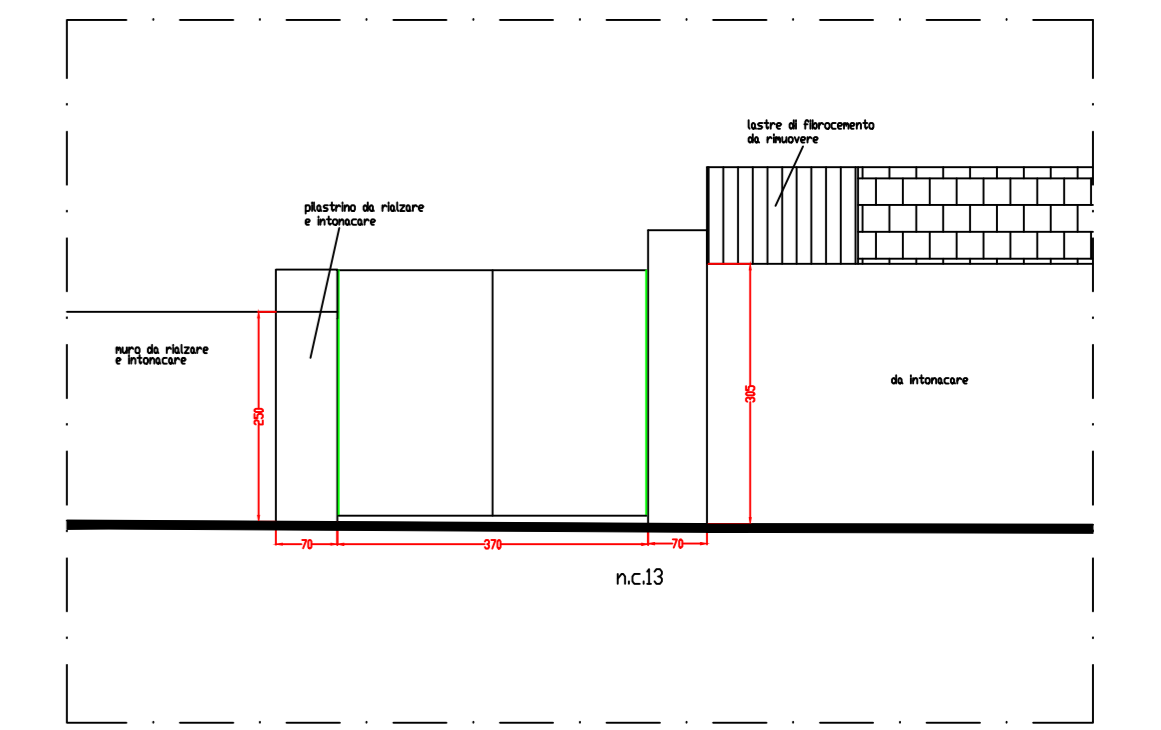 lastre di fibrocemento
da rimuovere
pilastrino da rialzare
e intonacare
muro da rialzare
e intonacare
da intonacare
250
305
70
370
70
n.c.13